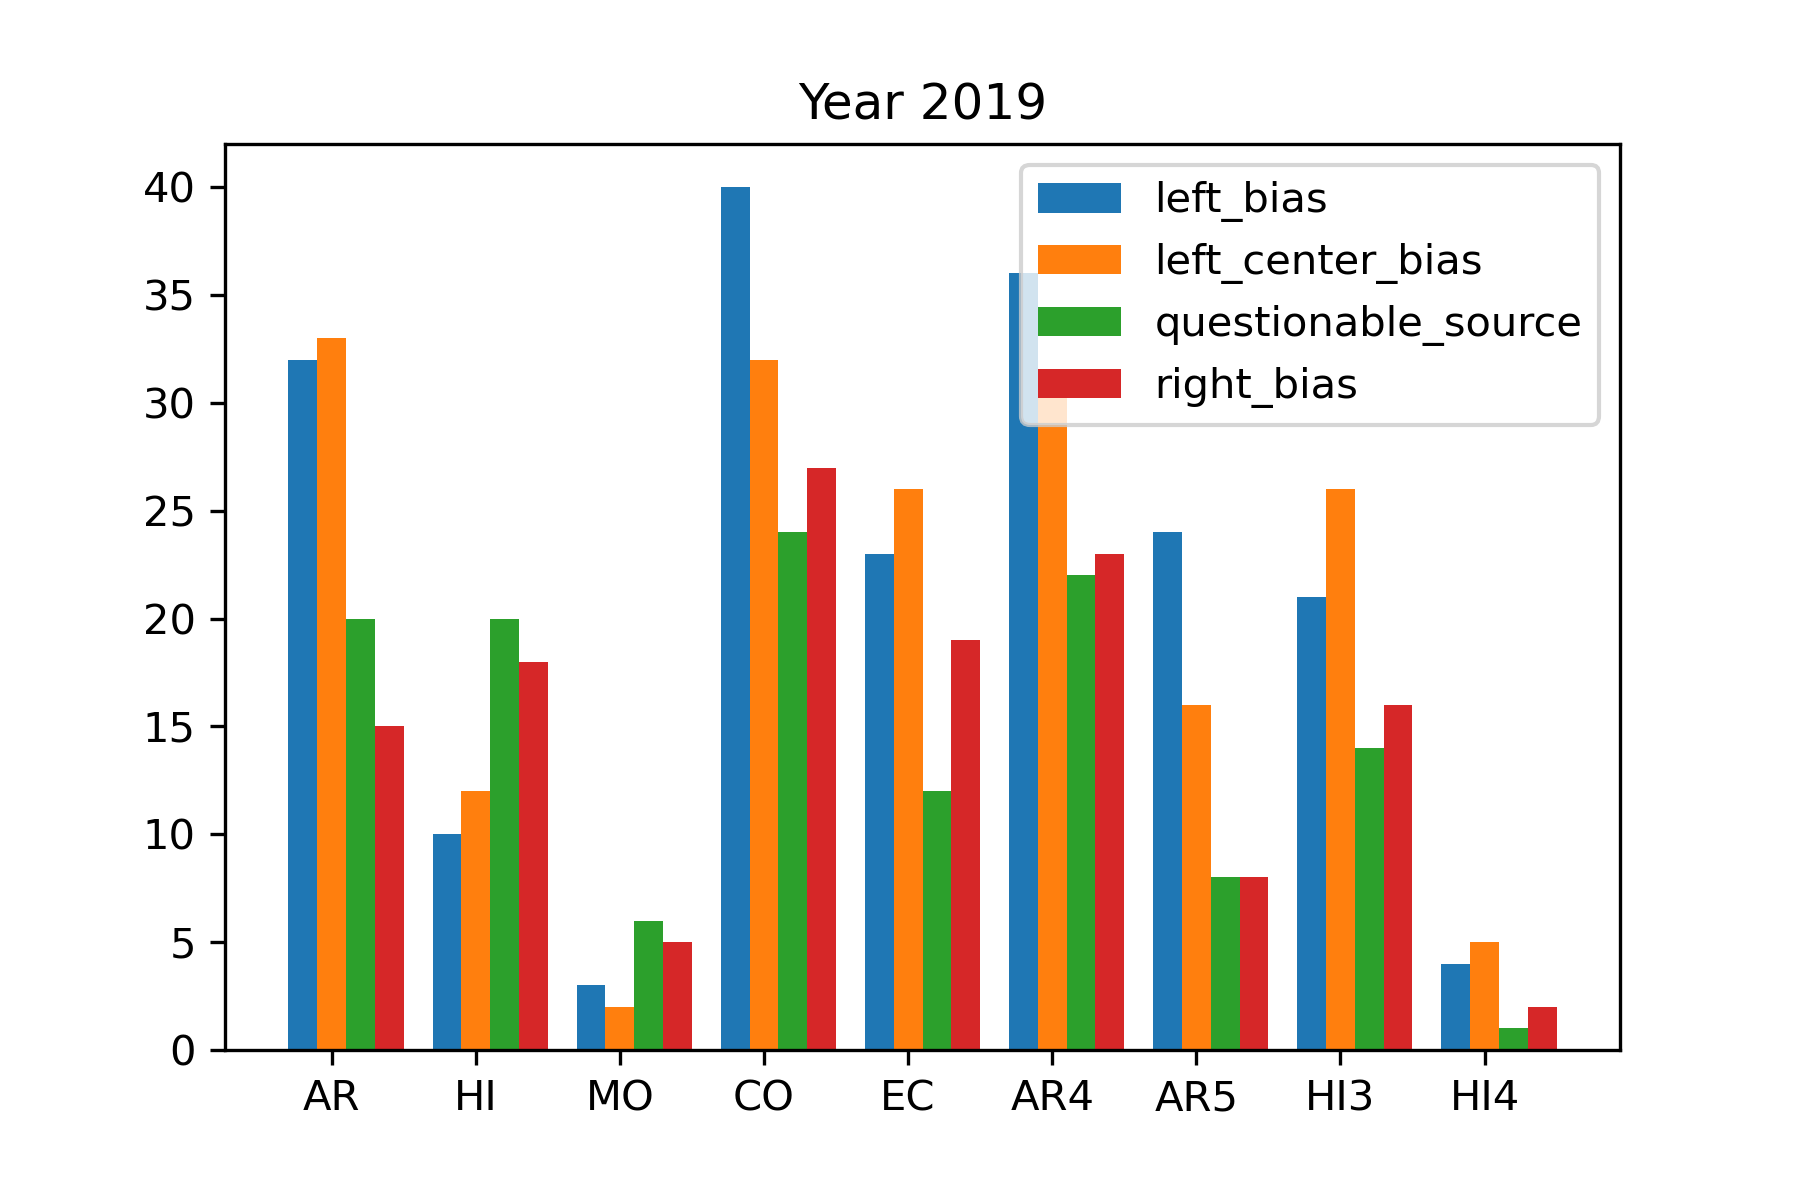 Year 2019
40
35
30
25
20
15
10
5
0
left_bias
left_center_bias
questionable_source
right_bias
AR HI MO CO EC AR4 AR5 HI3 HI4